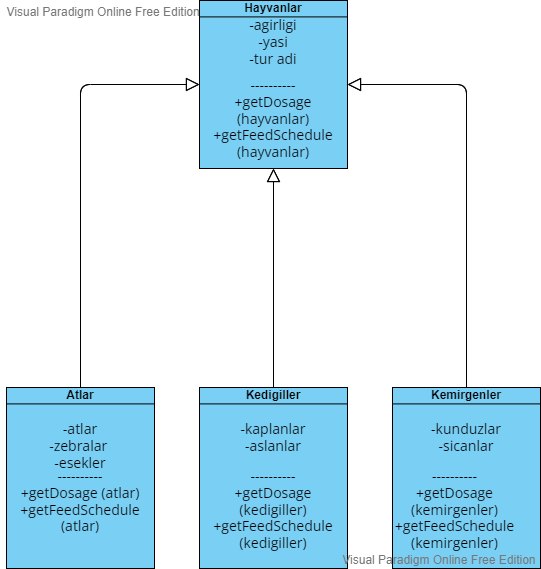 Visual Paradigm Online Free Edition
Hayvanlar
-agirligi
-yasi
-tur adi
----------
+getDosage
(hayvanlar)
+getFeedSchedule
(hayvanlar)
Atlar
-atlar
-zebralar
-esekler
----------
+getDosage (atlar)
+getFeedSchedule
(atlar)
Kedigiller
-kaplanlar
-aslanlar
----------
+getDosage
(kedigiller)
+getFeedSchedule
(kedigiller)
Kemirgenler
-kunduzlar
-sicanlar
----------
+getDosage
(kemirgenler)
+getFeedSchedule
(kemirgenler)
Visual Paradigm Online Free Edition